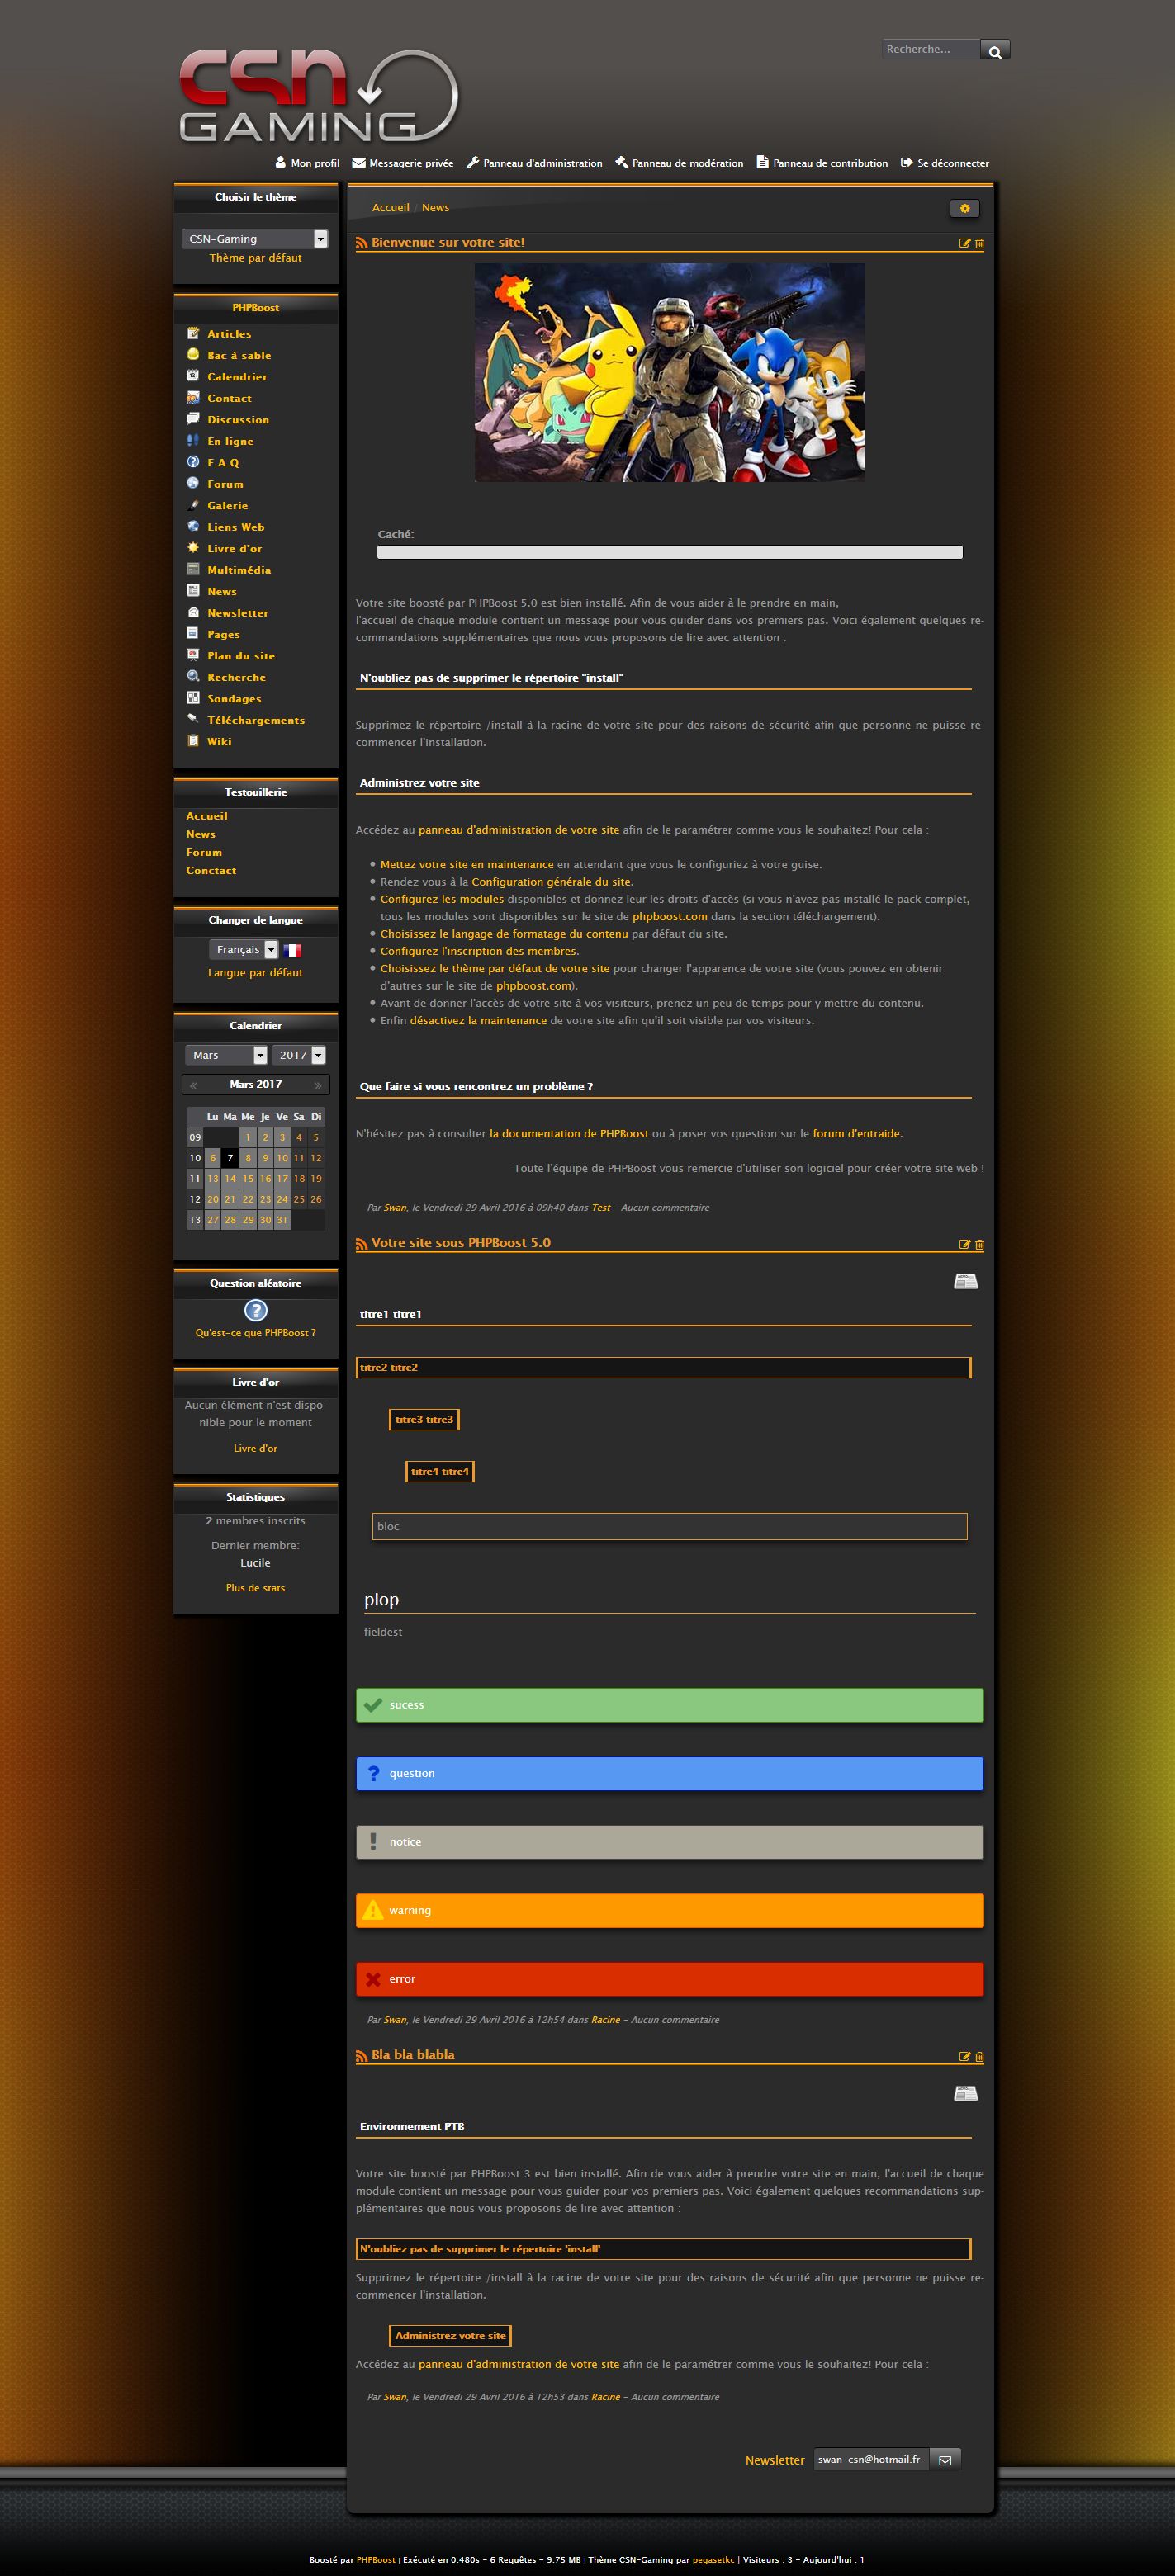 Recherche...
csn
GAMING
Mon profil Messagerie privée Panneau d'administration Panneau de modération Panneau de contribution Se déconnecter
Choisir le thème
CSN-Gaming
Thème par défaut
PHPBoost
Articles
Bac à sable
Calendrier
Contact
Discussion
En ligne
F.A.Q
Forum
Galerie
Liens Web
Livre d'or
Multimédia
News
Newsletter
Pages
Plan du site
Recherche
Sondages
Téléchargements
Wiki
Testouillerie
Accueil
News
Forum
Conctact
Changer de langue
Français
Langue par défaut
Calendrier
Mars 2017
« Mars 2017 »
Lu Ma Me Je Ve Sa Di
09 1 2 3 4 5
10 6 7 8 9 10 11 12
11 13 14 15 16 17 18 19
12 20 21 22 23 24 25 26
13 27 28 29 30 31
Question aléatoire
Qu'est-ce que PHPBoost ?
Livre d'or
Aucun élément n'est dispo-
nible pour le moment
Livre d'or
Statistiques
2 membres inscrits
Dernier membre:
Lucile
Plus de stats
Accueil / News
Bienvenue sur votre site!
Caché:
Votre site boosté par PHPBoost 5.0 est bien installé. Afin de vous aider à le prendre en main,
l'accueil de chaque module contient un message pour vous guider dans vos premiers pas. Voici également quelques re-
commandations supplémentaires que nous vous proposons de lire avec attention :
N'oubliez pas de supprimer le répertoire "install"
Supprimez le répertoire /install à la racine de votre site pour des raisons de sécurité afin que personne ne puisse re-
commencer l'installation.
Administrez votre site
Accédez au panneau d'administration de votre site afin de le paramétrer comme vous le souhaitez! Pour cela :
Mettez votre site en maintenance en attendant que vous le configuriez à votre guise.
Rendez vous à la Configuration générale du site.
Configurez les modules disponibles et donnez leur les droits d'accès (si vous n'avez pas installé le pack complet,
tous les modules sont disponibles sur le site de phpboost.com dans la section téléchargement).
Choisissez le langage de formatage du contenu par défaut du site.
Configurez l'inscription des membres.
Choisissez le thème par défaut de votre site pour changer l'apparence de votre site (vous pouvez en obtenir
d'autres sur le site de phpboost.com).
Avant de donner l'accès de votre site à vos visiteurs, prenez un peu de temps pour y mettre du contenu.
Enfin désactivez la maintenance de votre site afin qu'il soit visible par vos visiteurs.
Que faire si vous rencontrez un problème ?
N'hésitez pas à consulter la documentation de PHPBoost ou à poser vos question sur le forum d'entraide.
Toute l'équipe de PHPBoost vous remercie d'utiliser son logiciel pour créer votre site web !
Par Swan, le Vendredi 29 Avril 2016 à 09h40 dans Test - Aucun commentaire
Votre site sous PHPBoost 5.0
titre1 titre1
titre2 titre2
titre3 titre3
titre4 titre4
bloc
plop
fieldest
sucess
question
notice
warning
error
Par Swan, le Vendredi 29 Avril 2016 à 12h54 dans Racine - Aucun commentaire
Bla bla blabla
Environnement PTB
Votre site boosté par PHPBoost 3 est bien installé. Afin de vous aider à prendre votre site en main, l'accueil de chaque
module contient un message pour vous guider pour vos premiers pas. Voici également quelques recommandations sup-
plémentaires que nous vous proposons de lire avec attention :
N'oubliez pas de supprimer le répertoire 'install'
Supprimez le répertoire /install à la racine de votre site pour des raisons de sécurité afin que personne ne puisse re-
commencer l'installation.
Administrez votre site
Accédez au panneau d'administration de votre site afin de le paramétrer comme vous le souhaitez! Pour cela :
Par Swan, le Vendredi 29 Avril 2016 à 12h53 dans Racine - Aucun commentaire
Newsletter swan-csn@hotmail.fr
Boosté par PHPBoost | Exécuté en 0.480s - 6 Requêtes - 9.75 MB | Thème CSN-Gaming par pegasetkc | Visiteurs : 3 - Aujourd'hui : 1